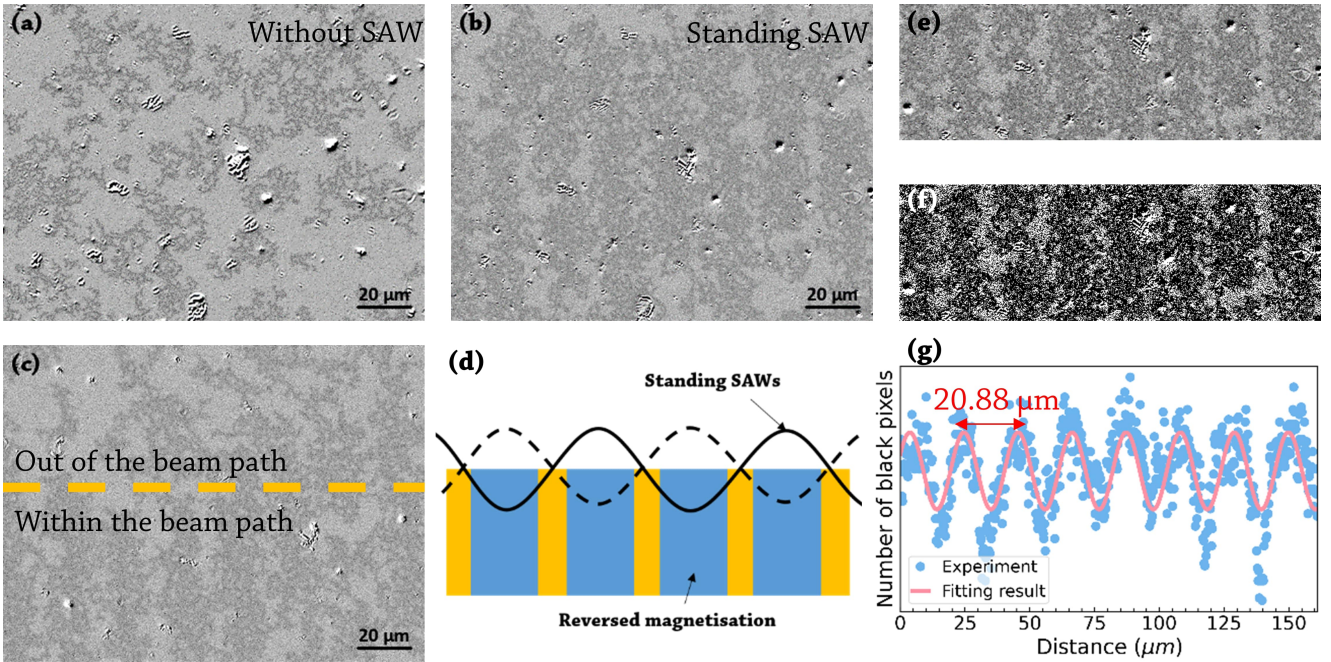 (a)
Without SAW
20 μm
(b)
Standing SAW
20 μm
(e)
(f)
(c)
Out of the beam path
Within the beam path
20 μm
(d)
Standing SAWs
Reversed magnetisation
(g)
Number of black pixels
20.88 μm
Experiment
Fitting result
0 25 50 75 100 125 150
Distance (μm)